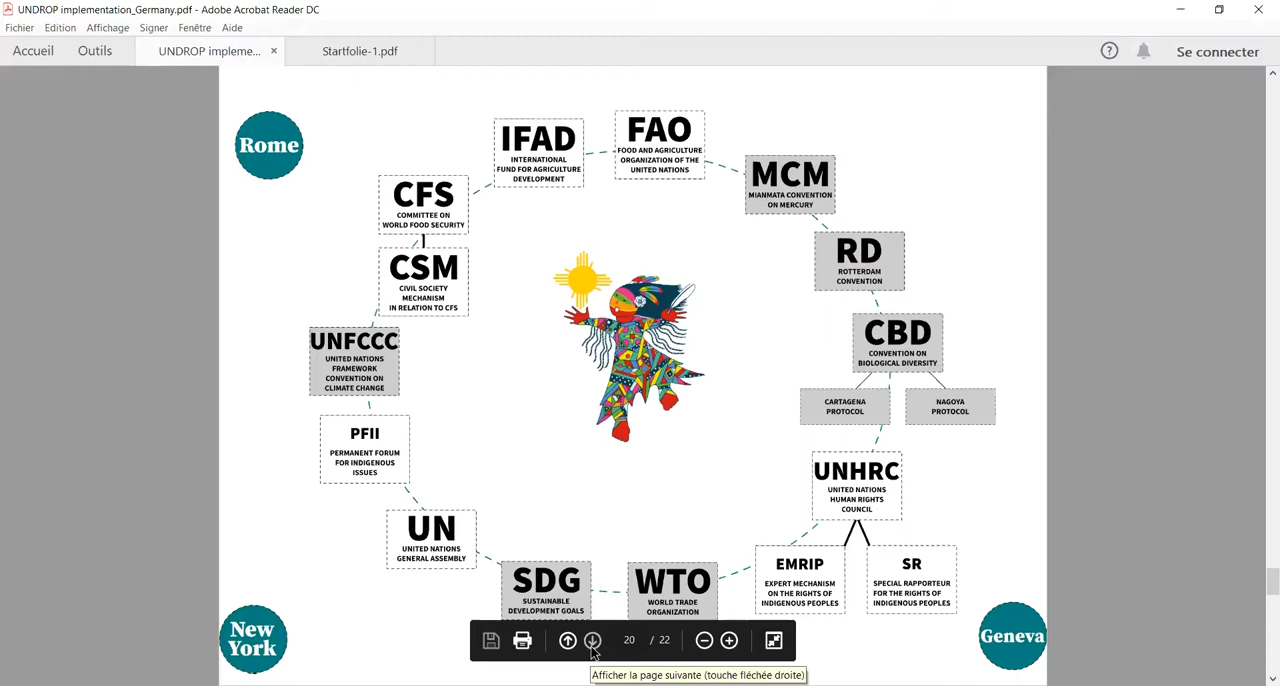 UNDROP implementation_Germany.pdf - Adobe Acrobat Reader DC
Fichier Edition Affichage Signer Fenêtre Aide
Accueil Outils UNDROP impleme... × Startfolie-1.pdf ? Se connecter
Rome
IFAD
INTERNATIONAL
FUND FOR AGRICULTURE
DEVELOPMENT
FAO
FOOD AND AGRICULTURE
ORGANIZATION OF THE
UNITED NATIONS
MCM
MIANMATA CONVENTION
ON MERCURY
CFS
COMMITTEE ON
WORLD FOOD SECURITY
RD
ROTTERDAM
CONVENTION
CSM
CIVIL SOCIETY
MECHANISM
IN RELATION TO CFS
CBD
CONVENTION ON
BIOLOGICAL DIVERSITY
UNFCCC
UNITED NATIONS
FRAMEWORK
CONVENTION ON
CLIMATE CHANGE
CARTAGENA
PROTOCOL
NAGOYA
PROTOCOL
PFII
PERMANENT FORUM
FOR INDIGENOUS
ISSUES
UNHRC
UNITED NATIONS
HUMAN RIGHTS
COUNCIL
UN
UNITED NATIONS
GENERAL ASSEMBLY
EMRIP
EXPERT MECHANISM
ON THE RIGHTS OF
INDIGENOUS PEOPLES
SR
SPECIAL RAPPORTEUR
FOR THE RIGHTS OF
INDIGENOUS PEOPLES
SDG
SUSTAINABLE
DEVELOPMENT GOALS
WTO
WORLD TRADE
ORGANIZATION
New
York
Geneva
20 / 22
Afficher la page suivante (touche fléchée droite)